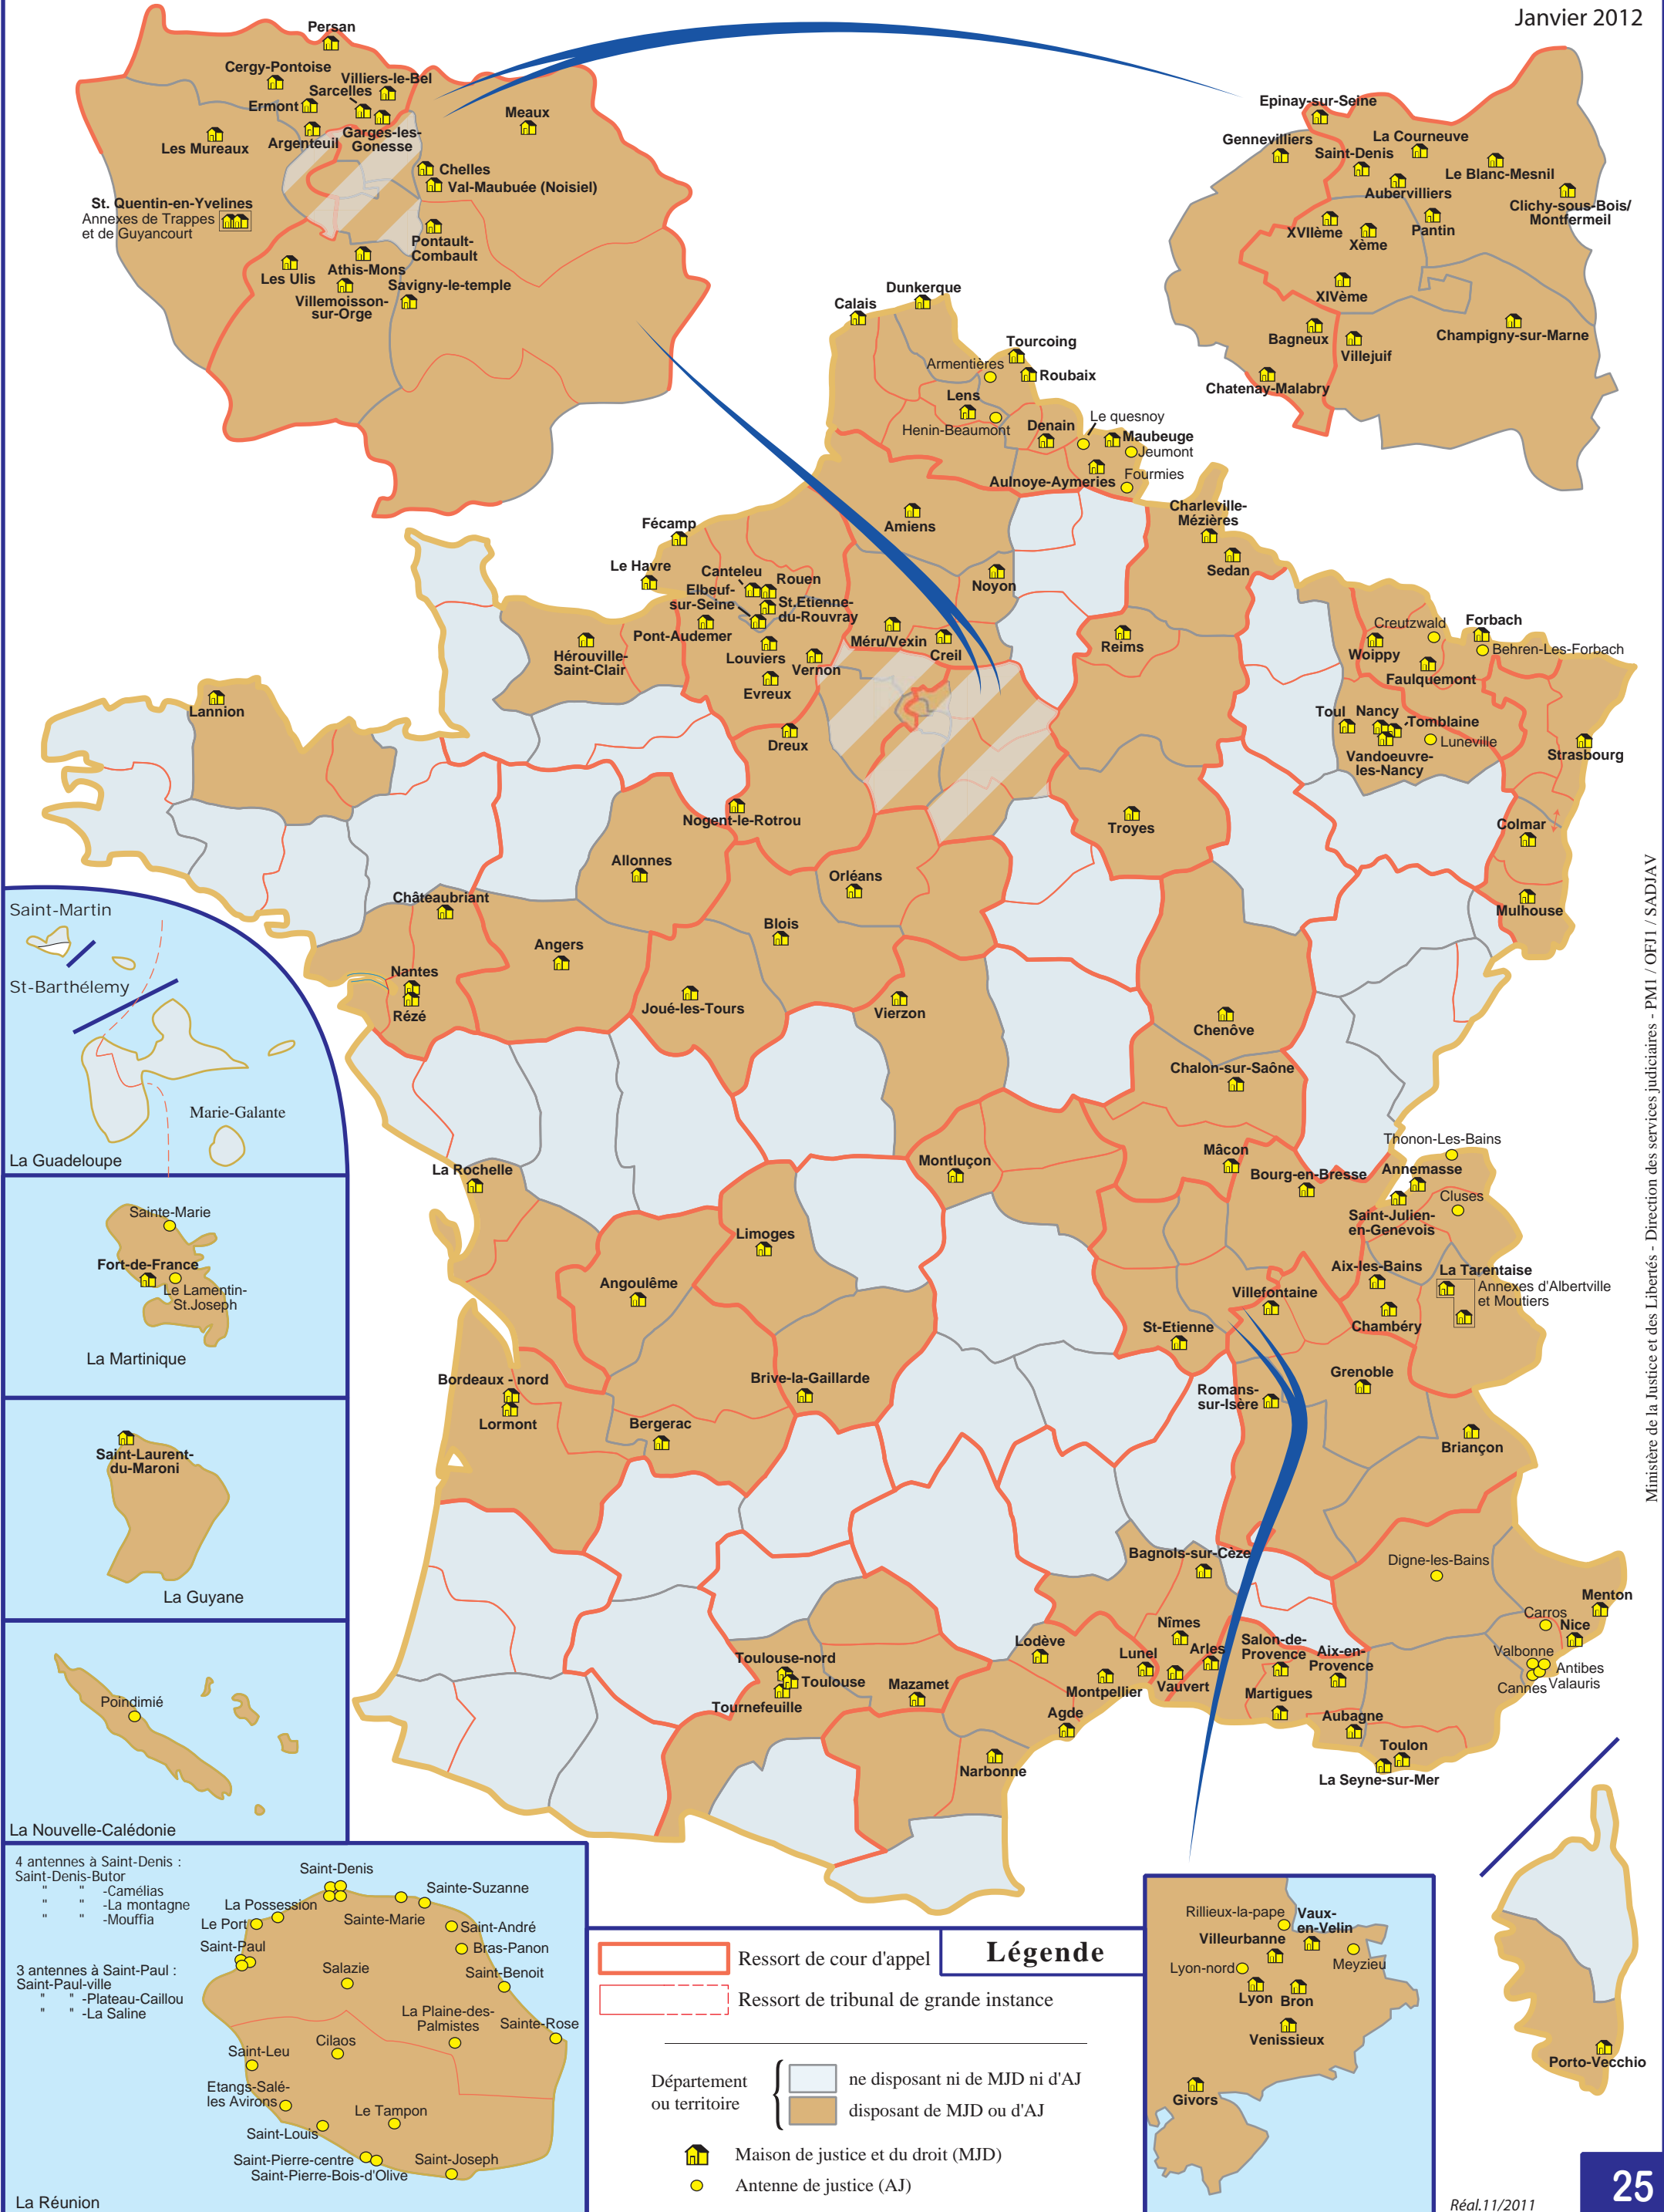 Janvier 2012
Persan
Cergy-Pontoise
Villiers-le-Bel
Sarcelles
Ermont
Meaux
Les Mureaux
Argenteuil
Garges-les-
Gonesse
Chelles
Val-Maubuée (Noisiel)
St. Quentin-en-Yvelines
Annexes de Trappes
et de Guyancourt
Pontault-
Combault
Les Ulis
Athis-Mons
Savigny-le-temple
Villemoisson-
sur-Orge
Epinay-sur-Seine
Gennevilliers
La Courneuve
Saint-Denis
Le Blanc-Mesnil
Aubervilliers
Clichy-sous-Bois/
Montfermeil
XVIIème
Xème
Pantin
XIVème
Bagneux
Villejuif
Champigny-sur-Marne
Chatenay-Malabry
Dunkerque
Calais
Tourcoing
Armentières
Roubaix
Lens
Henin-Beaumont
Denain
Le quesnoy
Maubeuge
Jeumont
Aulnoye-Aymeries
Fourmies
Charleville-
Mézières
Sedan
Amiens
Fécamp
Le Havre
Canteleu
Rouen
Elbeuf-
sur-Seine
St.Etienne-
du-Rouvray
Noyon
Pont-Audemer
Méru/Vexin
Creil
Reims
Hérouville-
Saint-Clair
Louviers
Vernon
Evreux
Creutzwald
Forbach
Woippy
Behren-Les-Forbach
Faulquemont
Lannion
Dreux
Toul
Nancy
Tomblaine
Luneville
Vandoeuvre-
les-Nancy
Strasbourg
Nogent-le-Rotrou
Troyes
Colmar
Allonnes
Orléans
Mulhouse
Châteaubriant
Blois
Angers
Nantes
Rézé
Joué-les-Tours
Vierzon
Chenôve
Chalon-sur-Saône
Saint-Martin
St-Barthélemy
Marie-Galante
La Guadeloupe
La Rochelle
Montluçon
Mâcon
Bourg-en-Bresse
Thonon-Les-Bains
Annemasse
Cluses
Saint-Julien-
en-Genevois
Sainte-Marie
Fort-de-France
Le Lamentin-
St.Joseph
La Martinique
Limoges
Angoulême
Aix-les-Bains
La Tarentaise
Annexes d'Albertville
et Moutiers
Villefontaine
Chambéry
St-Etienne
Bordeaux - nord
Lormont
Brive-la-Gaillarde
Bergerac
Grenoble
Romans-
sur-Isère
Briançon
Saint-Laurent-
du-Maroni
La Guyane
Bagnols-sur-Cèze
Digne-les-Bains
Menton
Carros
Nice
Valbonne
Antibes
Cannes
Valauris
Lodève
Nîmes
Lunel
Arles
Salon-de-
Provence
Aix-en-
Provence
Toulouse-nord
Toulouse
Tournefeuille
Mazamet
Montpellier
Vauvert
Martigues
Agde
Aubagne
Toulon
La Seyne-sur-Mer
Narbonne
Poindimié
La Nouvelle-Calédonie
4 antennes à Saint-Denis :
Saint-Denis-Butor
" " -Camélias
" " -La montagne
" " -Mouffia
3 antennes à Saint-Paul :
Saint-Paul-ville
" " -Plateau-Caillou
" " -La Saline
Saint-Denis
Sainte-Suzanne
La Possession
Le Port
Sainte-Marie
Saint-André
Saint-Paul
Bras-Panon
Salazie
Saint-Benoit
La Plaine-des-
Palmistes
Sainte-Rose
Cilaos
Saint-Leu
Etangs-Salé-
les Avirons
Le Tampon
Saint-Louis
Saint-Pierre-centre
Saint-Joseph
Saint-Pierre-Bois-d'Olive
La Réunion
Légende
Ressort de cour d'appel
Ressort de tribunal de grande instance
Département
ou territoire
ne disposant ni de MJD ni d'AJ
disposant de MJD ou d'AJ
Maison de justice et du droit (MJD)
Antenne de justice (AJ)
Rillieux-la-pape
Vaux-
en-Velin
Villeurbanne
Meyzieu
Lyon-nord
Lyon
Bron
Venissieux
Givors
Porto-Vecchio
Ministère de la Justice et des Libertés - Direction des services judiciaires - PM1 / OFJ1 / SADJAV
Réal.11/2011
25